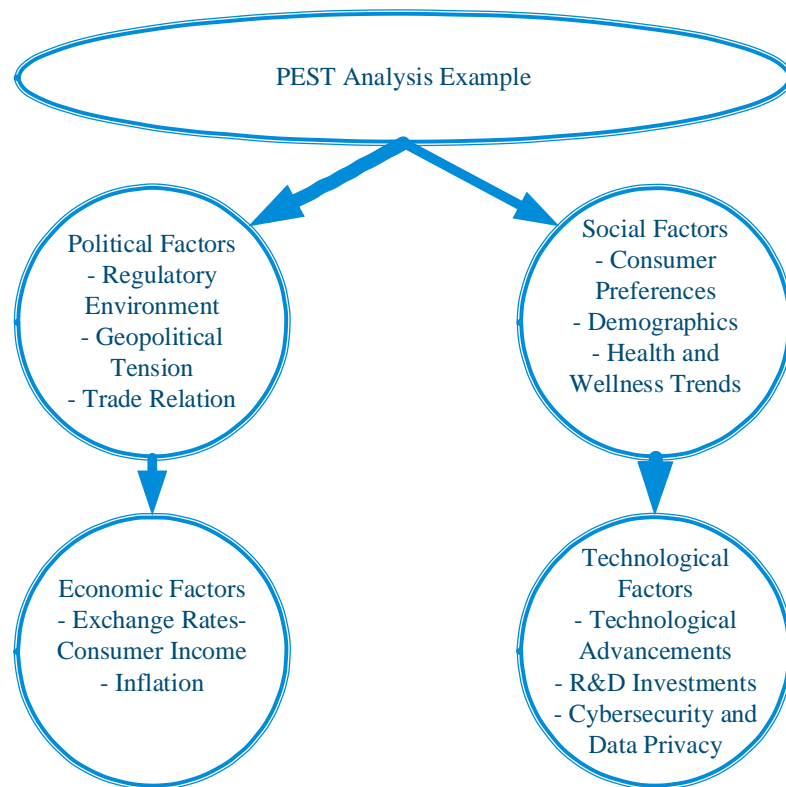 PEST Analysis Example
Political Factors
- Regulatory
Environment
- Geopolitical
Tension
- Trade Relation
Social Factors
- Consumer
Preferences
- Demographics
- Health and
Wellness Trends
Economic Factors
- Exchange Rates-
Consumer Income
- Inflation
Technological
Factors
- Technological
Advancements
- R&D Investments
- Cybersecurity and
Data Privacy